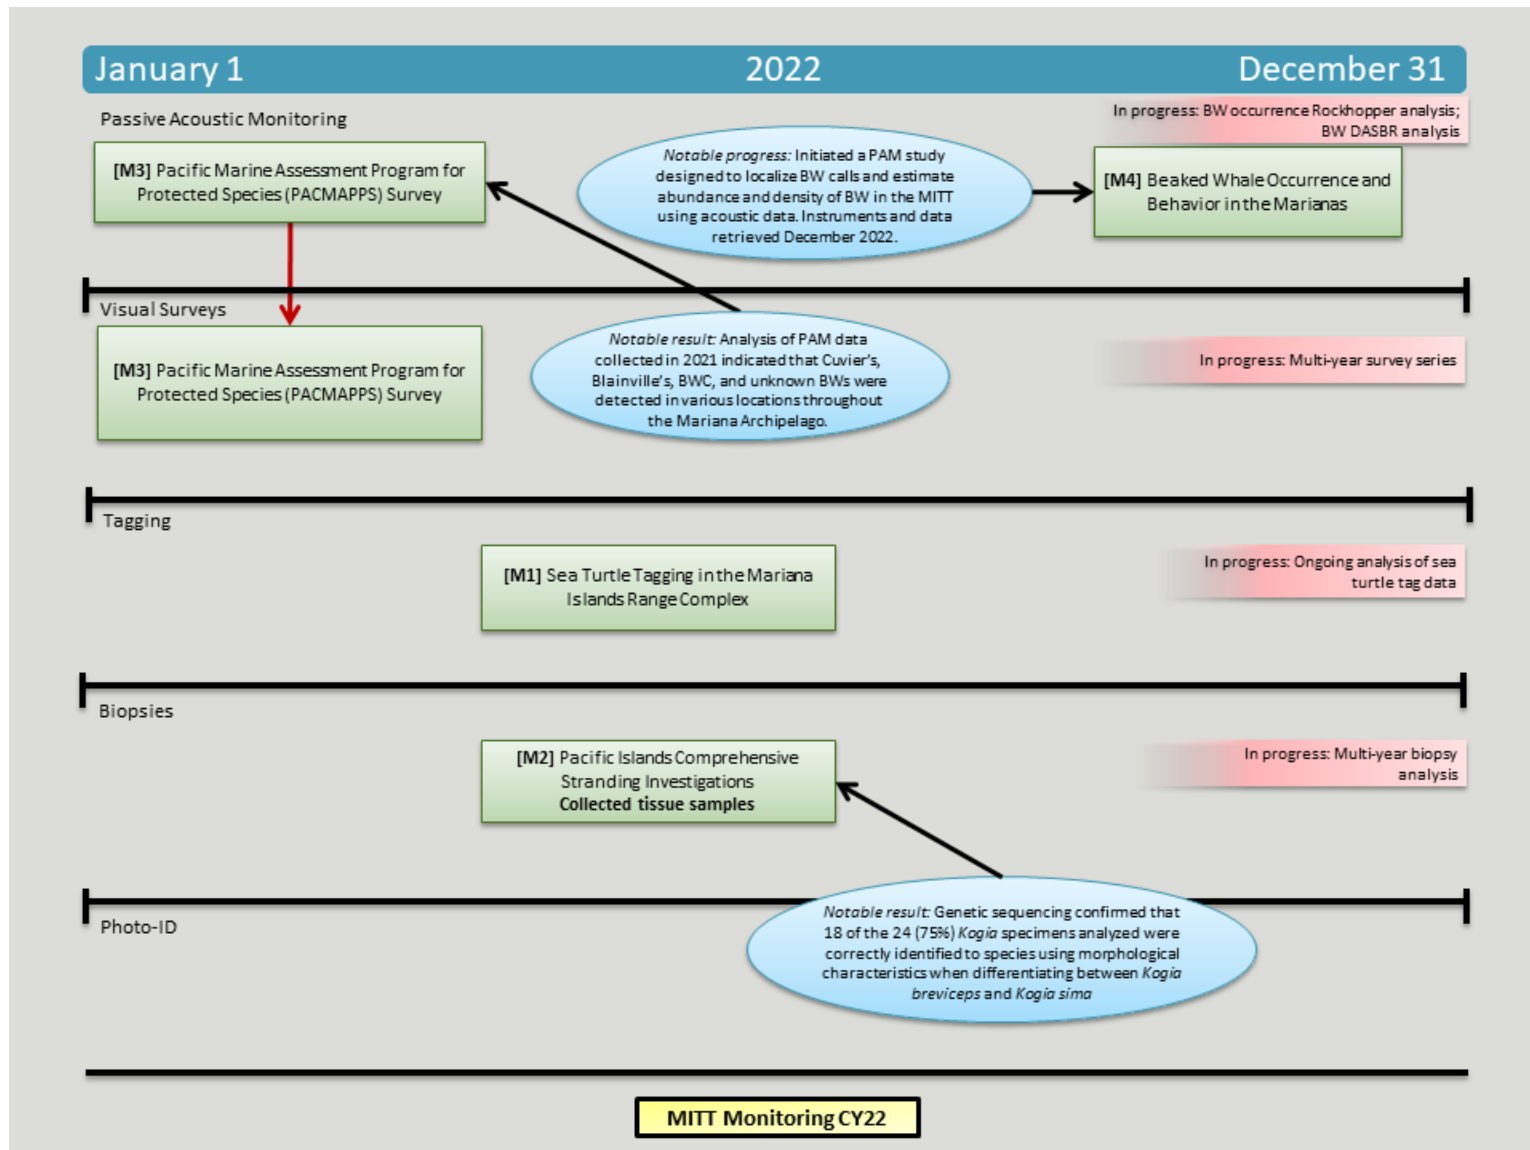 January 1
2022
December 31
Passive Acoustic Monitoring
[M3] Pacific Marine Assessment Program for
Protected Species (PACMAPPS) Survey
Notable progress: Initiated a PAM study
designed to localize BW calls and estimate
abundance and density of BW in the MITT
using acoustic data. Instruments and data
retrieved December 2022.
In progress: BW occurrence Rockhopper analysis;
BW DASBR analysis
[M4] Beaked Whale Occurrence and
Behavior in the Marianas
Visual Surveys
[M3] Pacific Marine Assessment Program for
Protected Species (PACMAPPS) Survey
Notable result: Analysis of PAM data
collected in 2021 indicated that Cuvier's,
Blainville's, BWC, and unknown BWs were
detected in various locations throughout
the Mariana Archipelago.
In progress: Multi-year survey series
Tagging
[M1] Sea Turtle Tagging in the Mariana
Islands Range Complex
In progress: Ongoing analysis of sea
turtle tag data
Biopsies
[M2] Pacific Islands Comprehensive
Stranding Investigations
Collected tissue samples
In progress: Multi-year biopsy
analysis
Photo-ID
Notable result: Genetic sequencing confirmed that
18 of the 24 (75%) Kogia specimens analyzed were
correctly identified to species using morphological
characteristics when differentiating between Kogia
breviceps and Kogia sima
MITT Monitoring CY22